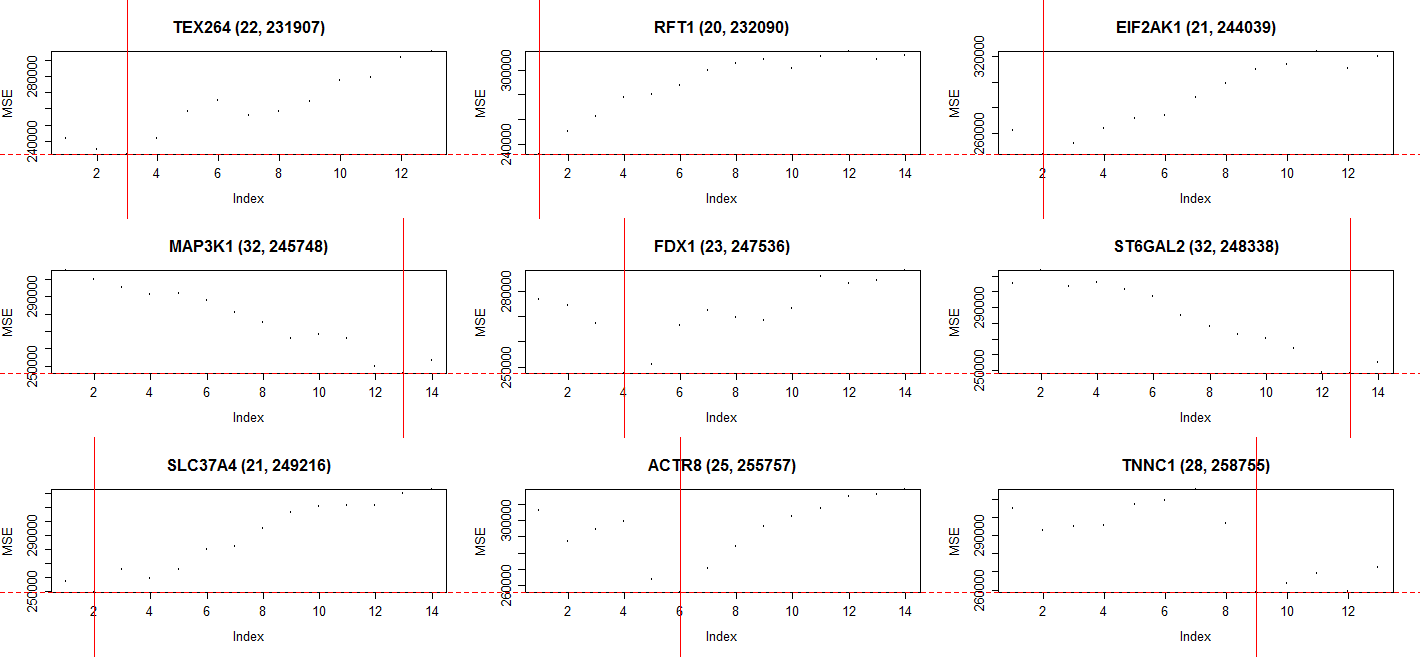 TEX264 (22, 231907)
MSE
240000 280000
2 4 6 8 10 12
Index
RFT1 (20, 232090)
MSE
240000 300000
2 4 6 8 10 12 14
Index
EIF2AK1 (21, 244039)
MSE
260000 320000
2 4 6 8 10 12
Index
MAP3K1 (32, 245748)
MSE
250000 290000
2 4 6 8 10 12 14
Index
FDX1 (23, 247536)
MSE
250000 280000
2 4 6 8 10 12 14
Index
ST6GAL2 (32, 248338)
MSE
250000 290000
2 4 6 8 10 12 14
Index
SLC37A4 (21, 249216)
MSE
250000 290000
2 4 6 8 10 12 14
Index
ACTR8 (25, 255757)
MSE
260000 300000
2 4 6 8 10 12 14
Index
TNNC1 (28, 258755)
MSE
260000 290000
2 4 6 8 10 12
Index